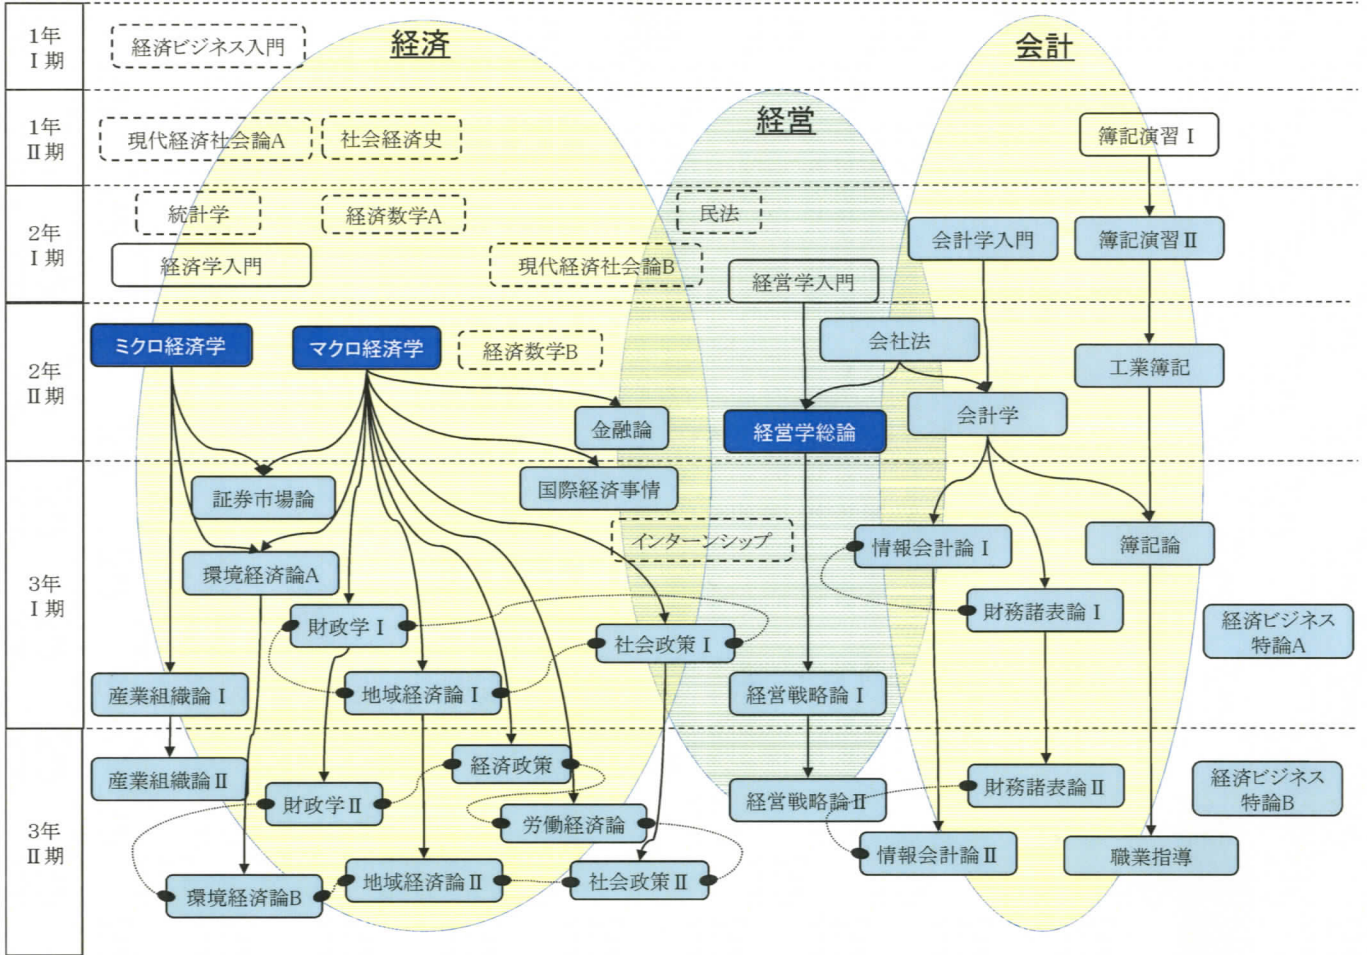 1年
Ⅰ期
経済ビジネス入門
経済
会計
1年
Ⅱ期
現代経済社会論A
社会経済史
経営
簿記演習Ⅰ
2年
Ⅰ期
統計学
経済数学A
民法
会計学入門
簿記演習Ⅱ
経済学入門
現代経済社会論B
経営学入門
2年
Ⅱ期
ミクロ経済学
マクロ経済学
経済数学B
会社法
工業簿記
金融論
経営学総論
会計学
3年
Ⅰ期
証券市場論
国際経済事情
インターンシップ
情報会計論Ⅰ
簿記論
環境経済論A
財政学Ⅰ
財務諸表論Ⅰ
社会政策Ⅰ
経済ビジネス
特論A
産業組織論Ⅰ
地域経済論Ⅰ
経営戦略論Ⅰ
3年
Ⅱ期
産業組織論Ⅱ
経済政策
財政学Ⅱ
経営戦略論Ⅱ
財務諸表論Ⅱ
経済ビジネス
特論B
労働経済論
情報会計論Ⅱ
職業指導
環境経済論B
地域経済論Ⅱ
社会政策Ⅱ